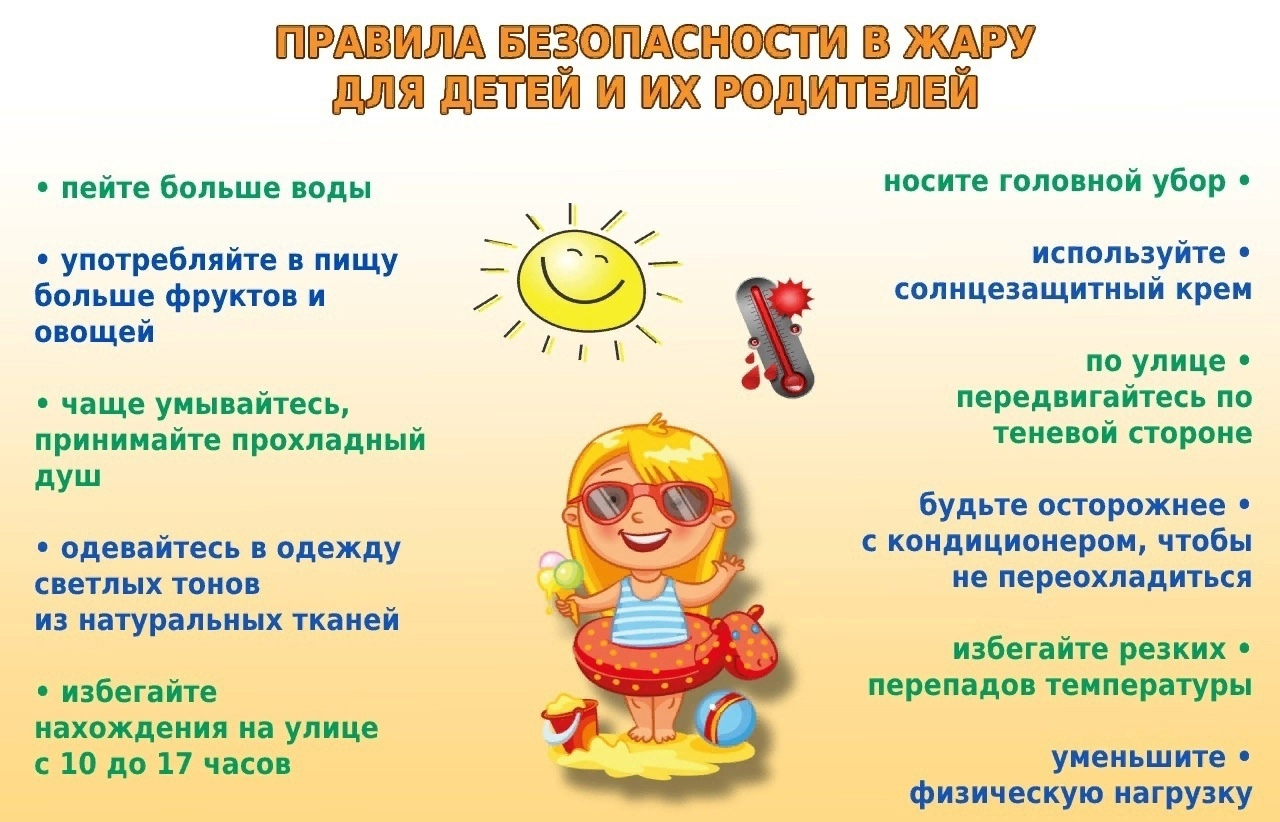 ПРАВИЛА БЕЗОПАСНОСТИ В ЖАРУ
ДЛЯ ДЕТЕЙ И ИХ РОДИТЕЛЕЙ
• пейте больше воды
• употребляйте в пищу
больше фруктов и
овощей
• чаще умывайтесь,
принимайте прохладный
душ
• одевайтесь в одежду
светлых тонов
из натуральных тканей
• избегайте
нахождения на улице
с 10 до 17 часов
носите головной убор •
используйте •
солнцезащитный крем
по улице •
передвигайтесь по
теневой стороне
будьте осторожнее •
с кондиционером, чтобы
не переохладиться
избегайте резких •
перепадов температуры
уменьшите •
физическую нагрузку